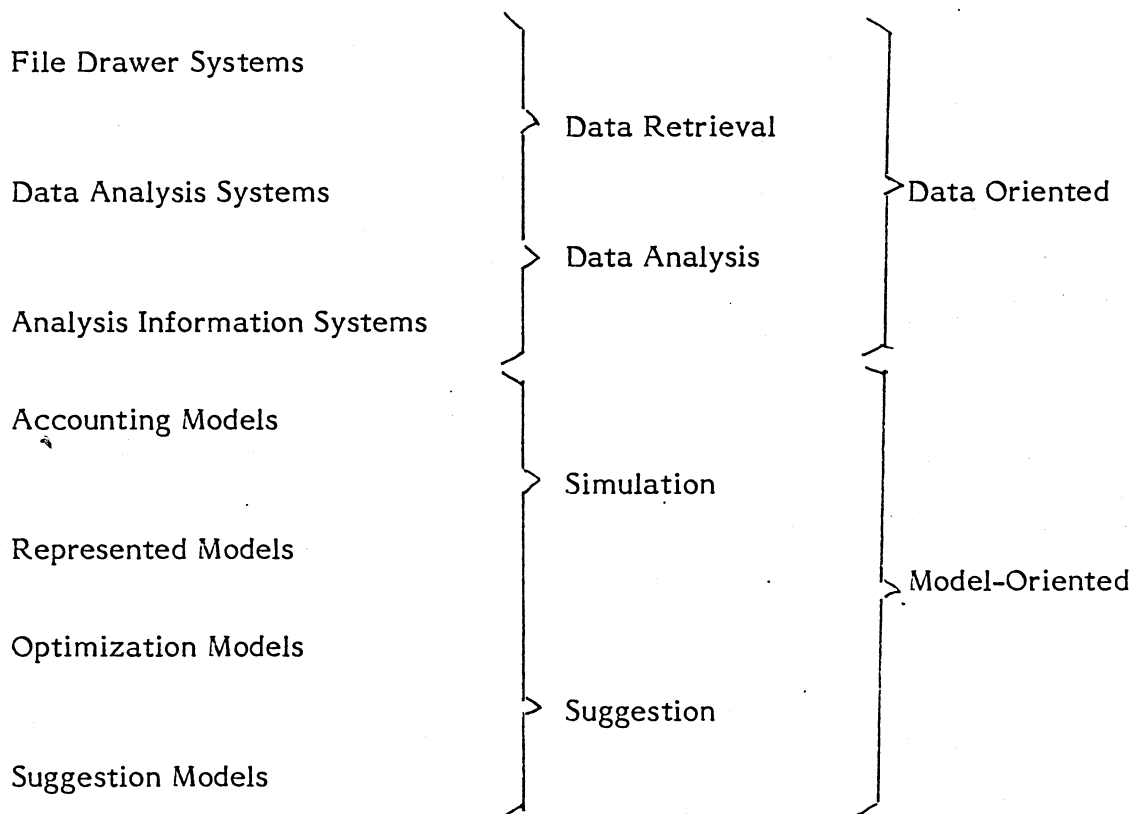 File Drawer Systems
Data Retrieval
Data Analysis Systems
Data Oriented
Data Analysis
Analysis Information Systems
Accounting Models
Simulation
Represented Models
Model-Oriented
Optimization Models
Suggestion
Suggestion Models